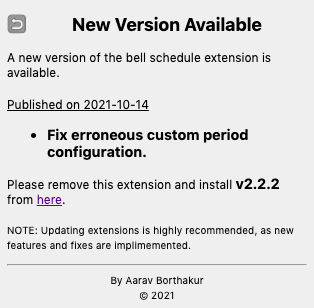 New Version Available
A new version of the bell schedule extension is
available.
Published on 2021-10-14
• Fix erroneous custom period
configuration.
Please remove this extension and install v2.2.2
from here.
NOTE: Updating extensions is highly recommended, as new
features and fixes are implimemented.
By Aarav Borthakur
© 2021